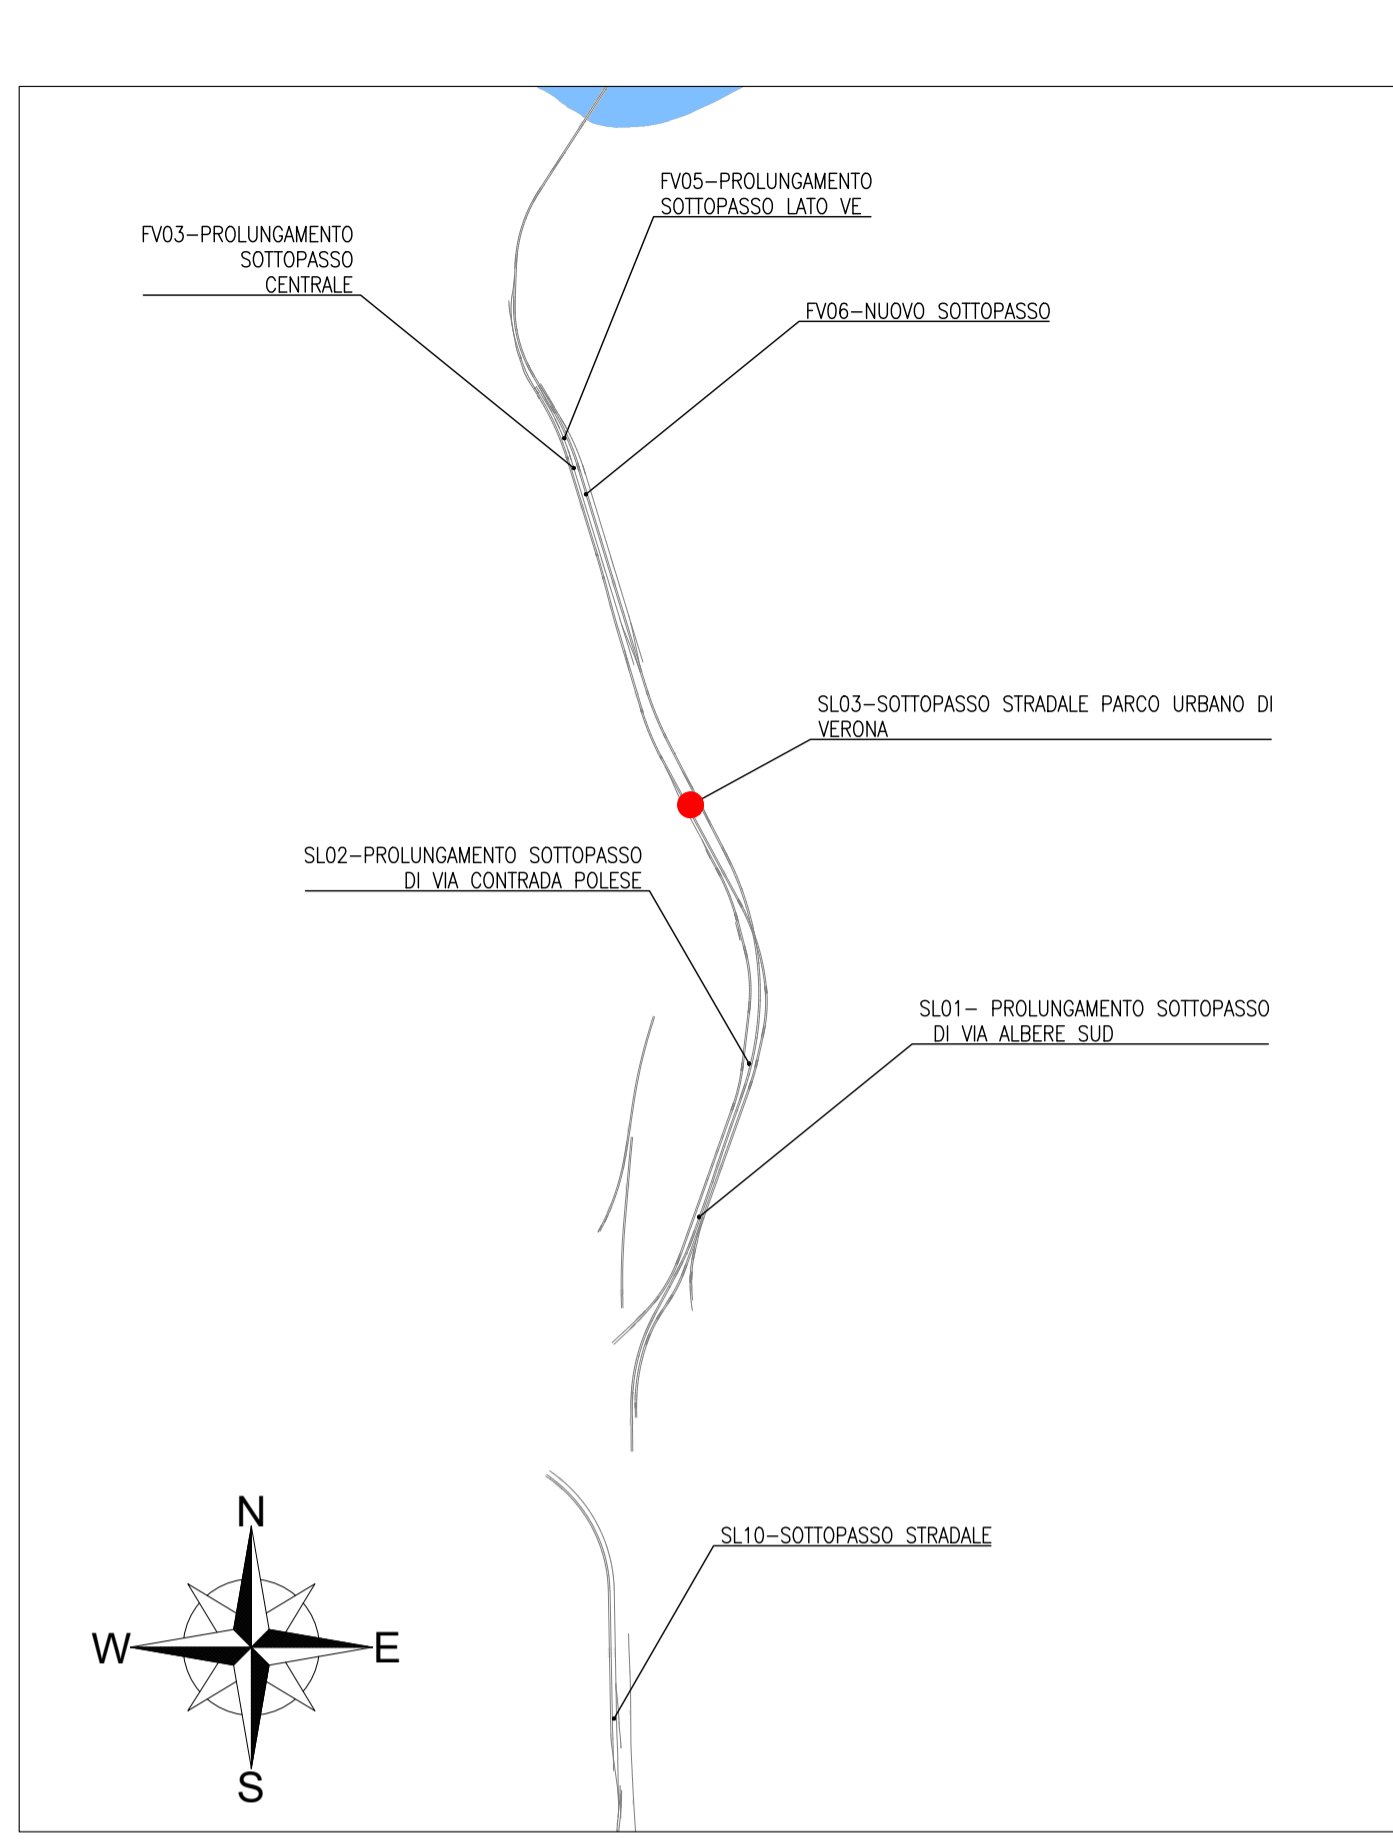 FV05-PROLUNGAMENTO
SOTTOPASSO LATO VE
FV03-PROLUNGAMENTO
SOTTOPASSO
CENTRALE
FV06-NUOVO SOTTOPASSO
SL03-SOTTOPASSO STRADALE PARCO URBANO DI
VERONA
SL02-PROLUNGAMENTO SOTTOPASSO
DI VIA CONTRADA POLESE
SL01- PROLUNGAMENTO SOTTOPASSO
DI VIA ALBERE SUD
SL10-SOTTOPASSO STRADALE
N
W E
S